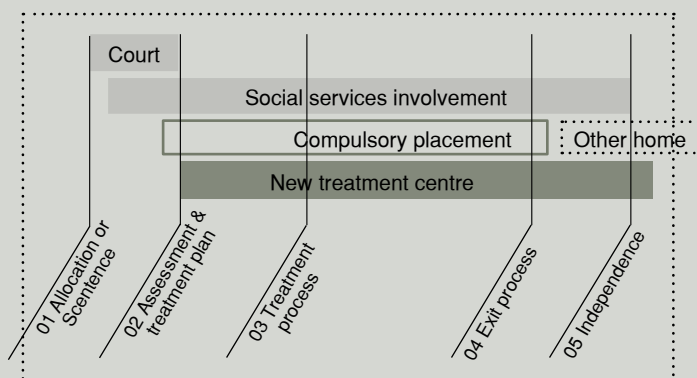 Court
Social services involvement
Compulsory placement
Other home
New treatment centre
01 Allocation or
Scentence
02 Assessment &
treatment plan
03 Treatment
process
04 Exit process
05 Independence